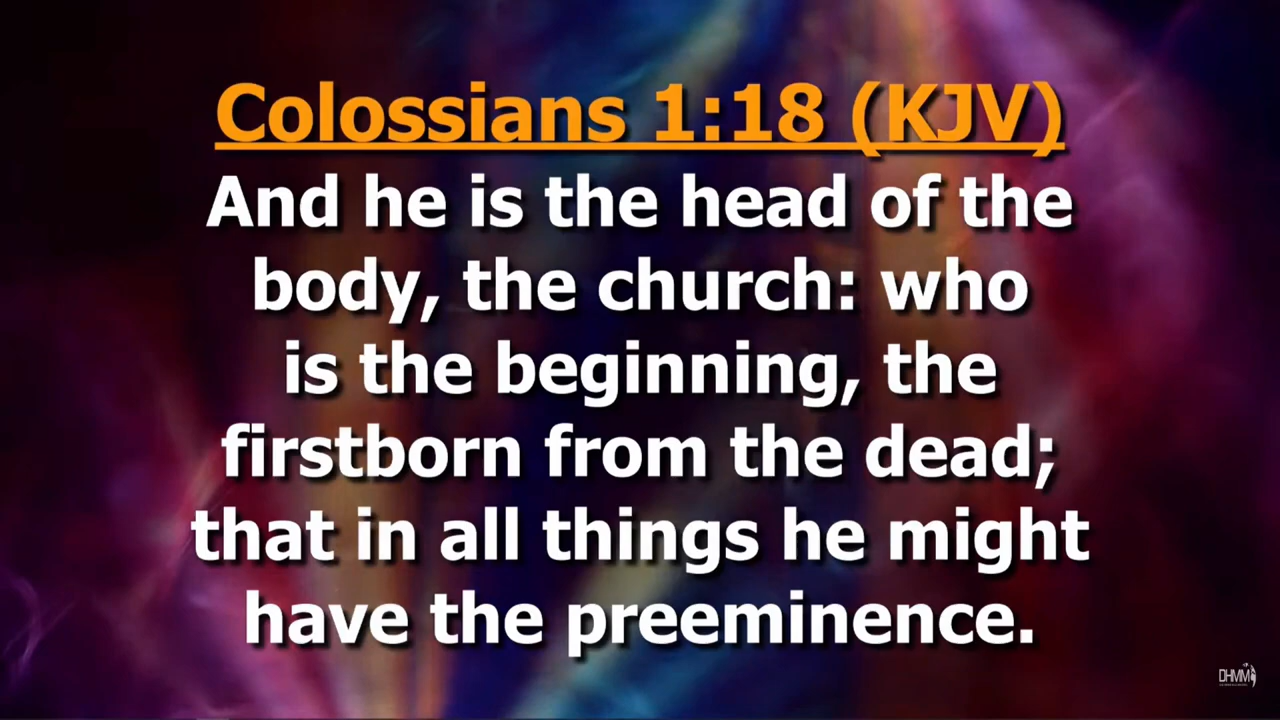 Colossians 1:18 (KJV)
And he is the head of the
body, the church: who
is the beginning, the
firstborn from the dead;
that in all things he might
have the preeminence.
DHMM